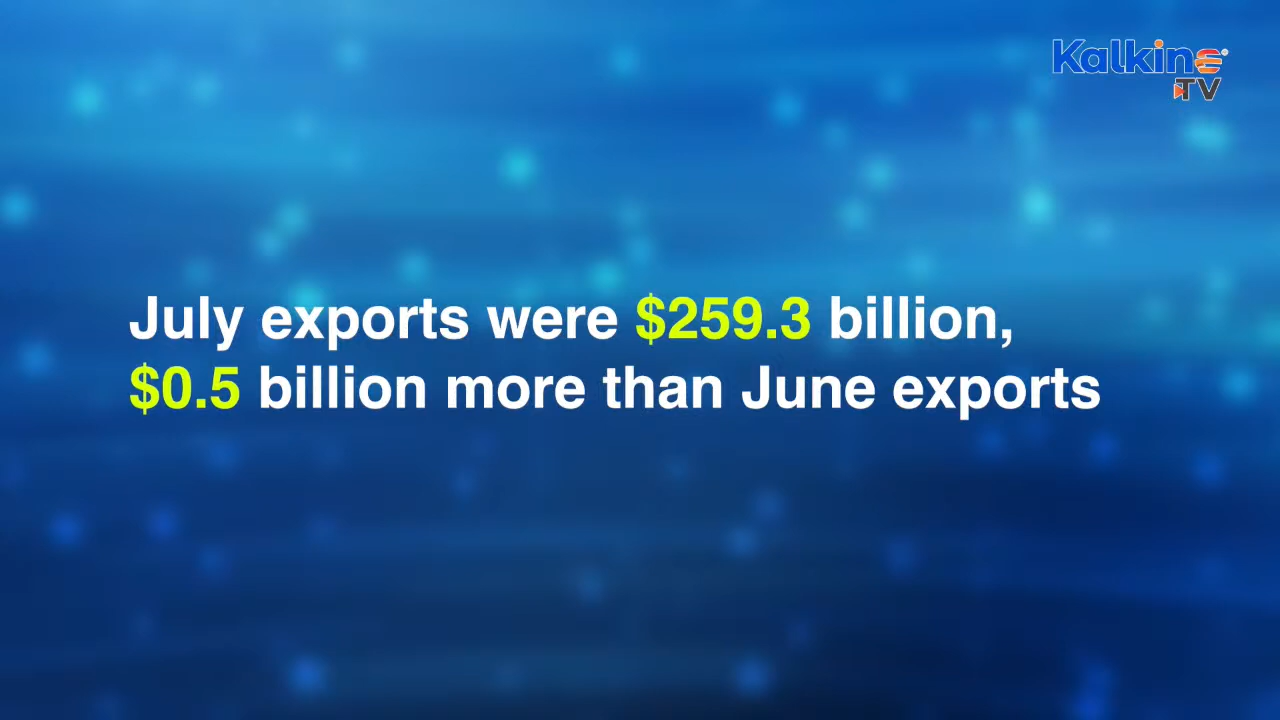 Kalkine
TV
July exports were $259.3 billion,
$0.5 billion more than June exports